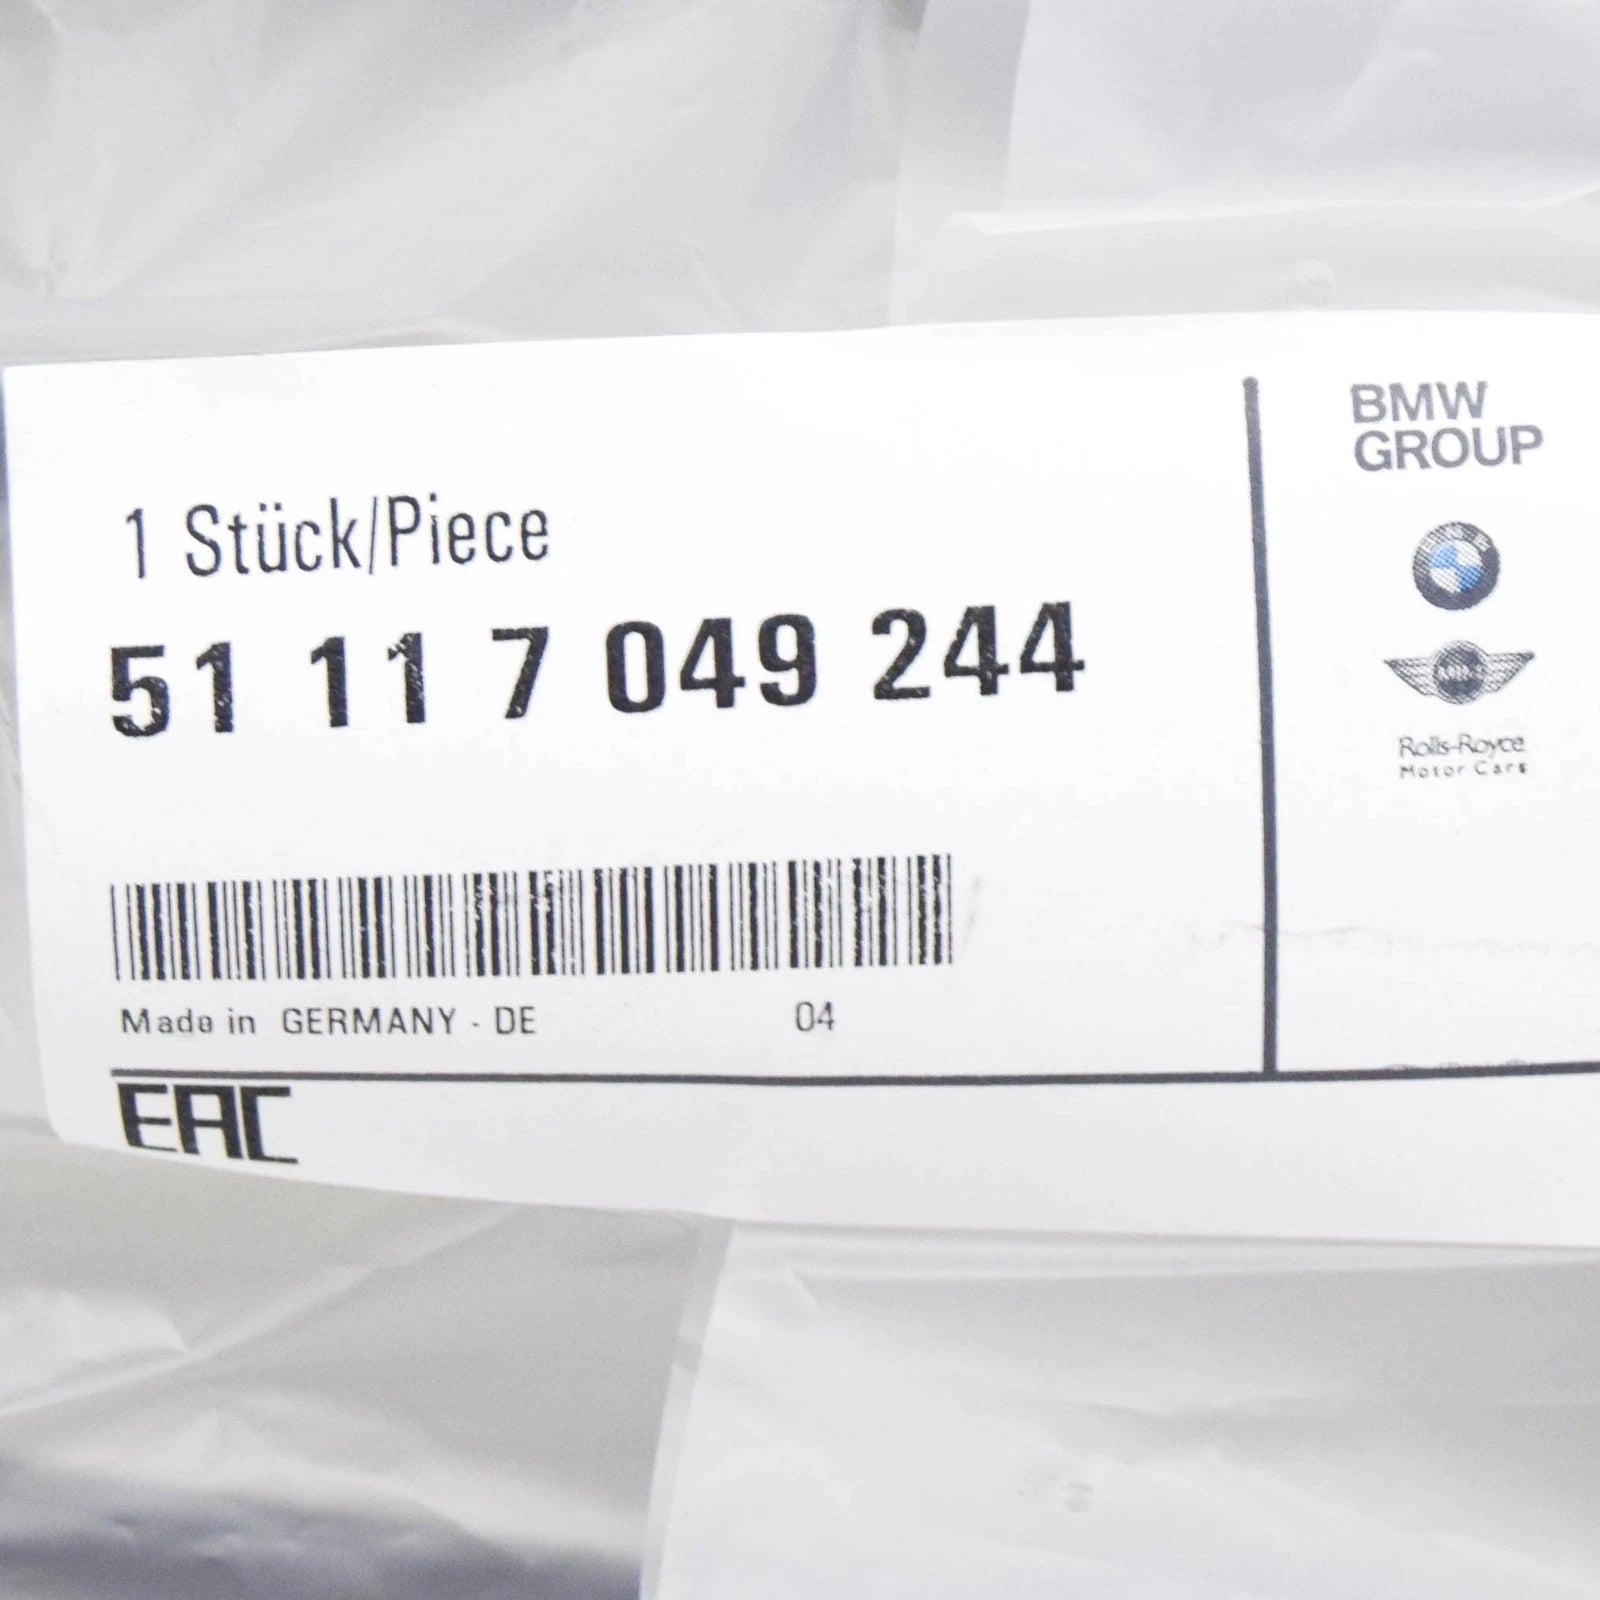 1 Stück/Piece
51 11 7 049 244
Made in GERMANY - DE 04
EAC
BMW
GROUP
Rolls-Royce
Motor Cars